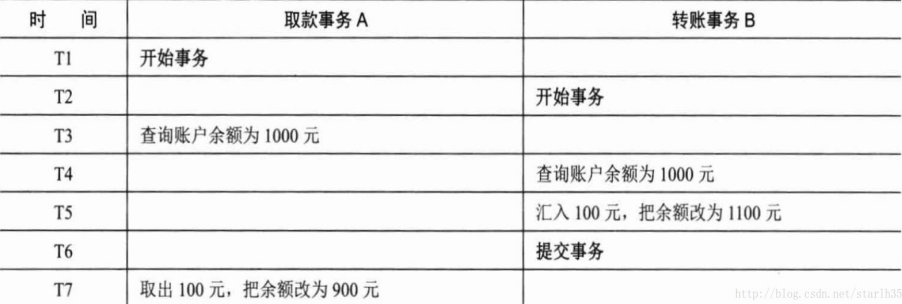 时 间 取款事务 A 转账事务 B
T1 开始事务
T2 开始事务
T3 查询账户余额为 1000 元
T4 查询账户余额为 1000 元
T5 汇入 100 元，把余额改为 1100 元
T6 提交事务
T7 取出 100 元，把余额改为 900 元
http://blog.csdn.net/starlh35